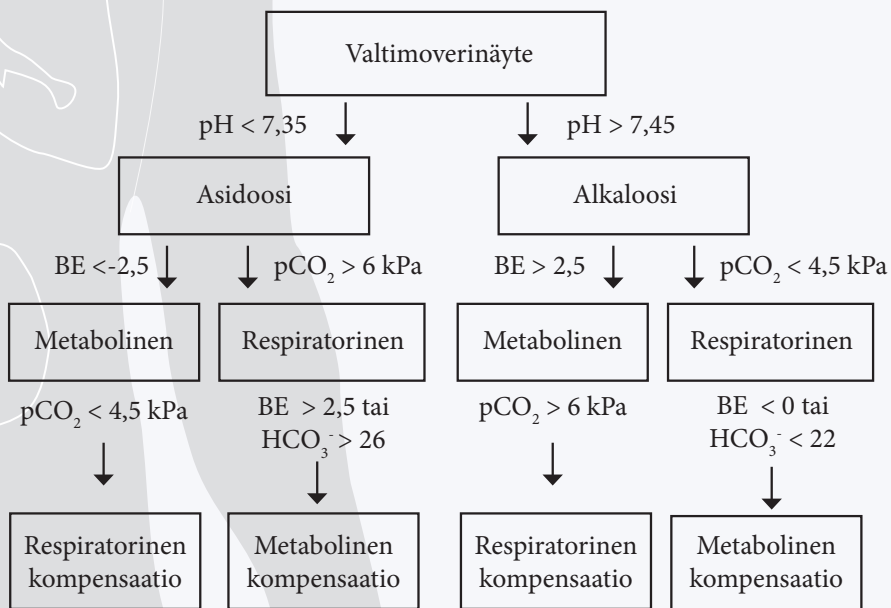 Valtimoverinäyte
pH < 7,35
pH > 7,45
Asidoosi
Alkaloosi
BE <-2,5
pCO₂ > 6 kPa
BE > 2,5
pCO₂ < 4,5 kPa
Metabolinen
Respiratorinen
Metabolinen
Respiratorinen
pCO₂ < 4,5 kPa
BE > 2,5 tai
HCO₃⁻ > 26
pCO₂ > 6 kPa
BE < 0 tai
HCO₃⁻ < 22
Respiratorinen
kompensaatio
Metabolinen
kompensaatio
Respiratorinen
kompensaatio
Metabolinen
kompensaatio